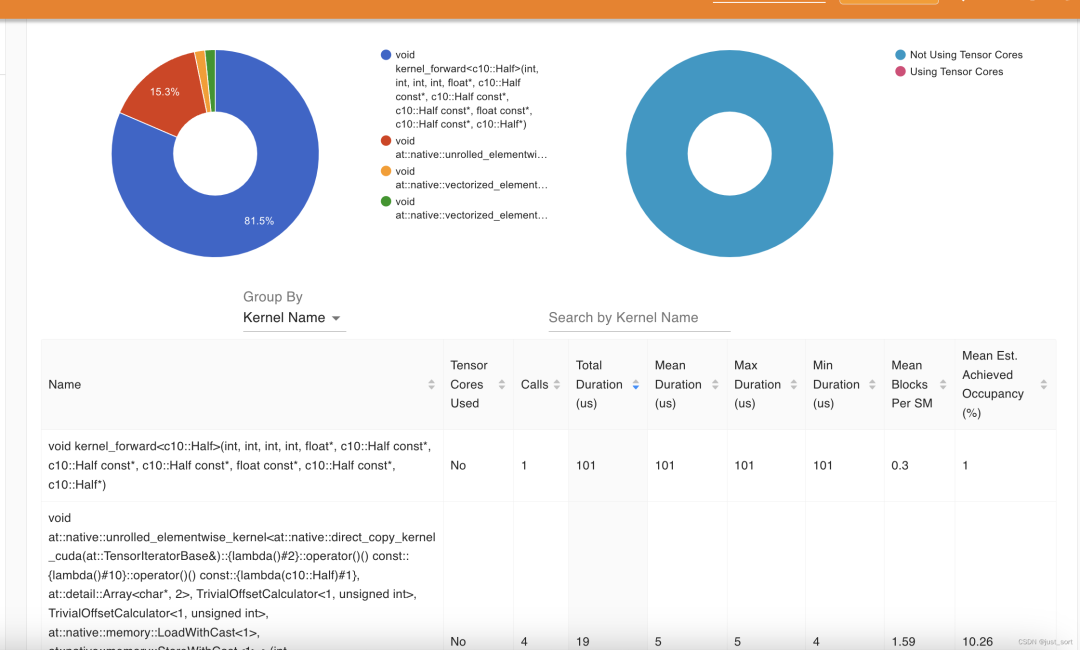 15.3%
81.5%
void
kernel_forward<c10::Half>(int,
int, int, int, float*, c10::Half
const*, c10::Half const*,
c10::Half const*, float const*,
c10::Half const*, c10::Half*)
void
at::native::unrolled_elementwi...
void
at::native::vectorized_element...
void
at::native::vectorized_element...
Not Using Tensor Cores
Using Tensor Cores
Group By
Kernel Name
Search by Kernel Name
Name
Tensor
Cores
Used
Calls
Total
Duration
(us)
Mean
Duration
(us)
Max
Duration
(us)
Min
Duration
(us)
Mean
Blocks
Per SM
Mean Est.
Achieved
Occupancy
(%)
void kernel_forward<c10::Half>(int, int, int, int, float*, c10::Half const*,
c10::Half const*, c10::Half const*, float const*, c10::Half const*,
c10::Half*)
No
1
101
101
101
101
0.3
1
void
at::native::unrolled_elementwise_kernel<at::native::direct_copy_kernel
_cuda(at::TensorIteratorBase&)::{lambda()#2}::operator()() const::
{lambda()#10}::operator()() const::{lambda(c10::Half)#1},
at::detail::Array<char*, 2>, TrivialOffsetCalculator<1, unsigned int>,
TrivialOffsetCalculator<1, unsigned int>,
at::native::memory::LoadWithCast<1>,
No
4
19
5
5
4
1.59
10.26
CSDN @just_sort